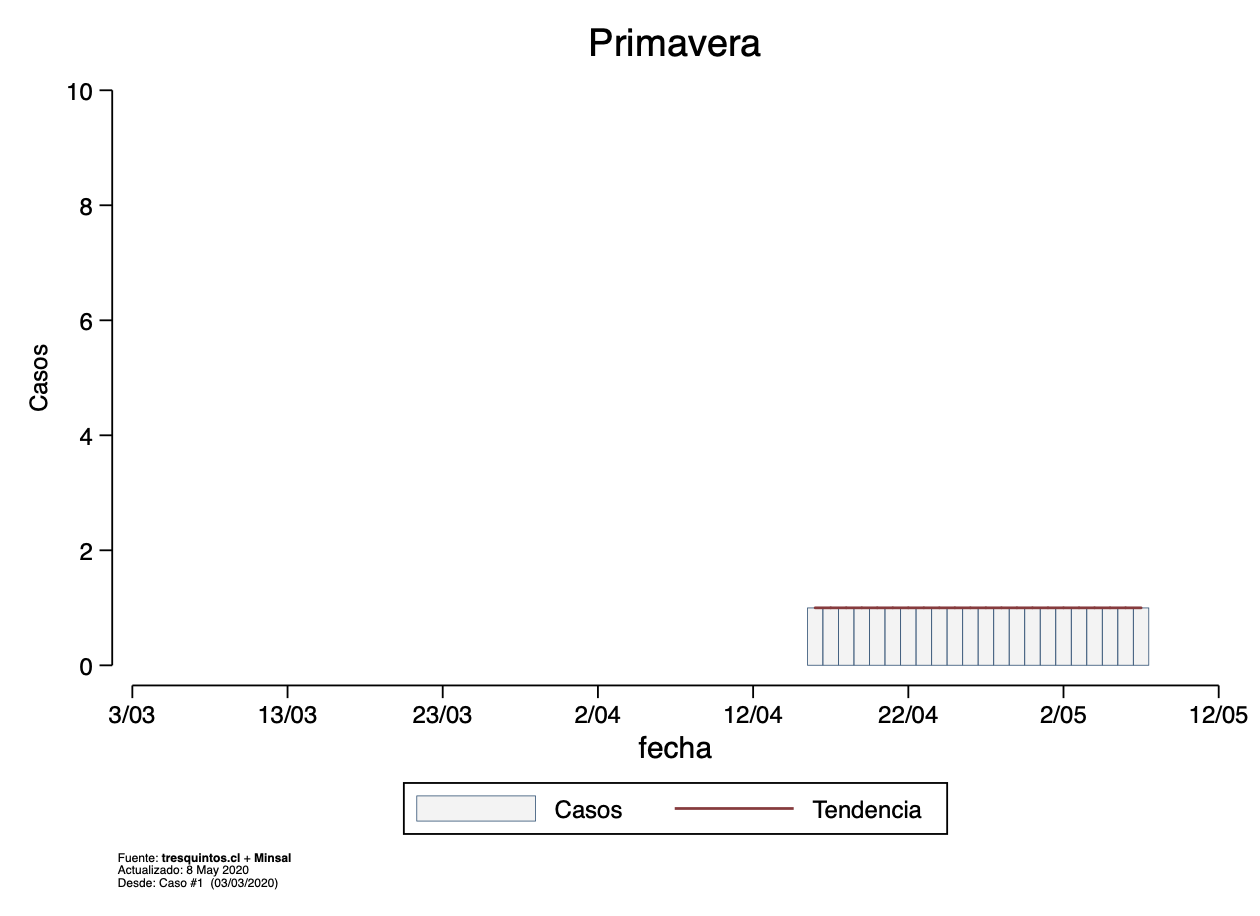 Primavera
10
8
6
4
2
0
Casos
3/03 13/03 23/03 2/04 12/04 22/04 2/05 12/05
fecha
Casos Tendencia
Fuente: tresquintos.cl + Minsal
Actualizado: 8 May 2020
Desde: Caso #1 (03/03/2020)